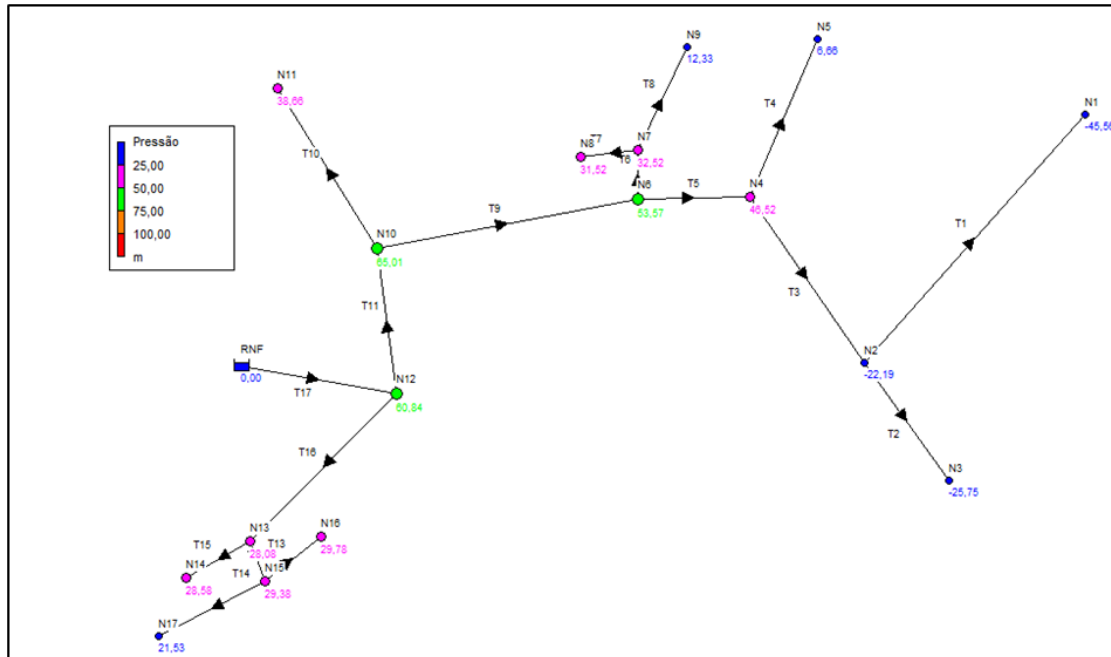 N9
12,33
N5
6,66
N11
38,66
T8
T4
N1
-45,56
Pressão
25,00
50,00
75,00
100,00
m
T7
N8
31,52
T6
N7
32,52
T10
N6
53,57
T5
N4
46,52
T9
T1
N10
65,01
T3
T11
RNF
0,00
T17
N12
60,84
N2
-22,19
T2
T16
N3
-25,75
N13
28,08
T15
T13
N16
29,78
N14
28,58
T14
N15
29,38
N17
21,53